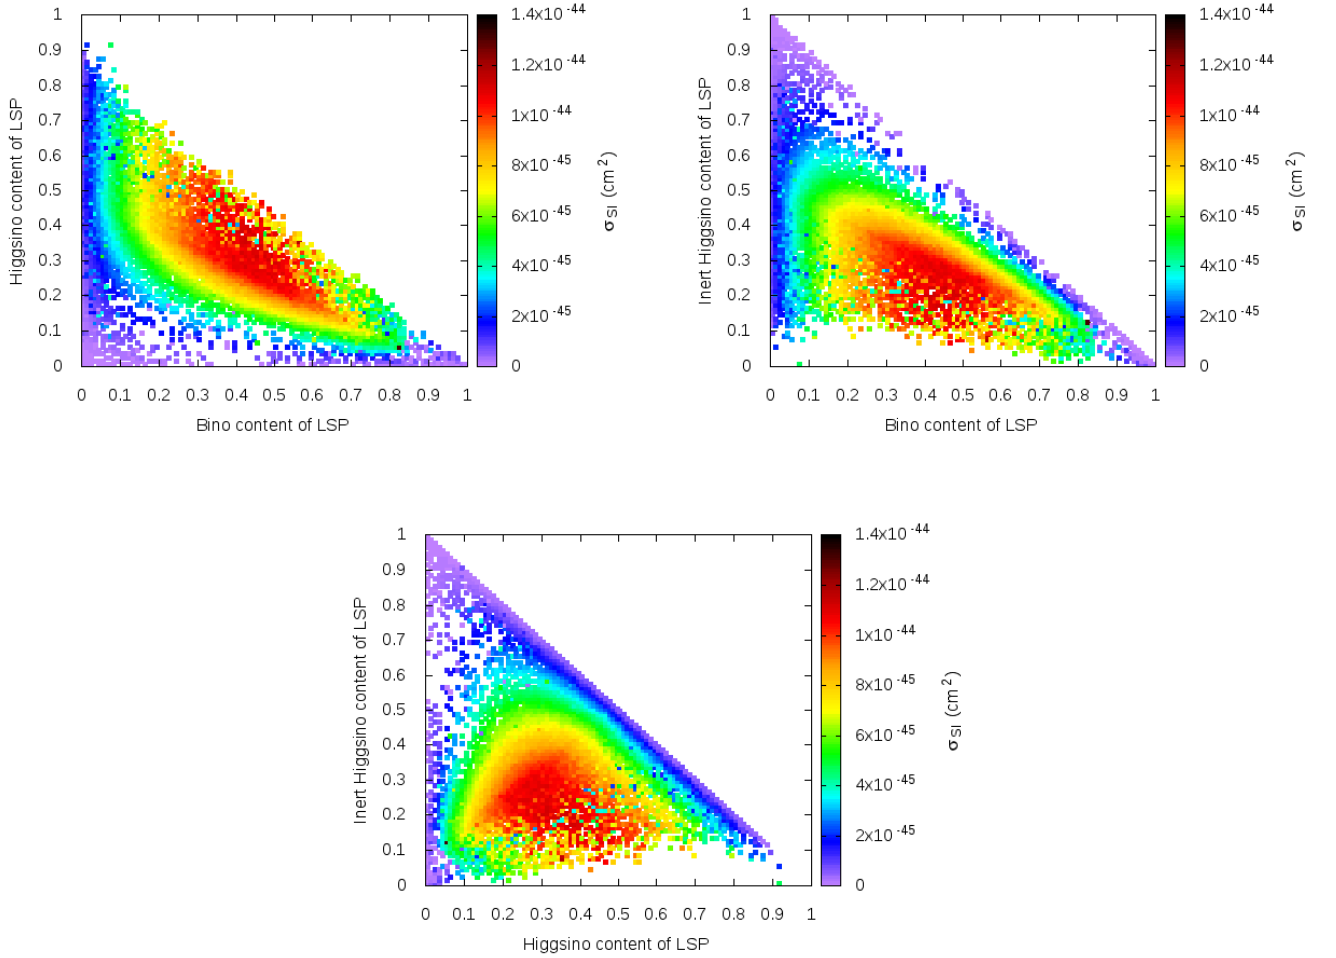 1
0.9
0.8
0.7
0.6
0.5
0.4
0.3
0.2
0.1
0
Higgsino content of LSP
0 0.1 0.2 0.3 0.4 0.5 0.6 0.7 0.8 0.9 1
Bino content of LSP
1.4x10⁻⁴⁴
1.2x10⁻⁴⁴
1x10⁻⁴⁴
8x10⁻⁴⁵
6x10⁻⁴⁵
4x10⁻⁴⁵
2x10⁻⁴⁵
0
σSI (cm²)
1
0.9
0.8
0.7
0.6
0.5
0.4
0.3
0.2
0.1
0
Inert Higgsino content of LSP
0 0.1 0.2 0.3 0.4 0.5 0.6 0.7 0.8 0.9 1
Bino content of LSP
1.4x10⁻⁴⁴
1.2x10⁻⁴⁴
1x10⁻⁴⁴
8x10⁻⁴⁵
6x10⁻⁴⁵
4x10⁻⁴⁵
2x10⁻⁴⁵
0
σSI (cm²)
1
0.9
0.8
0.7
0.6
0.5
0.4
0.3
0.2
0.1
0
Inert Higgsino content of LSP
0 0.1 0.2 0.3 0.4 0.5 0.6 0.7 0.8 0.9 1
Higgsino content of LSP
1.4x10⁻⁴⁴
1.2x10⁻⁴⁴
1x10⁻⁴⁴
8x10⁻⁴⁵
6x10⁻⁴⁵
4x10⁻⁴⁵
2x10⁻⁴⁵
0
σSI (cm²)